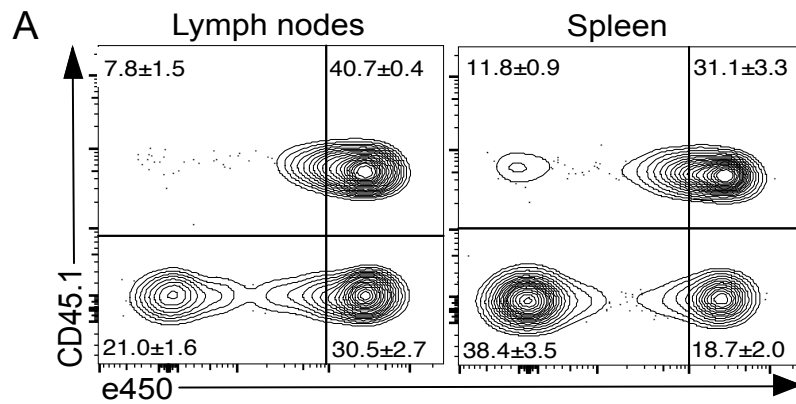 A
Lymph nodes
Spleen
7.8±1.5
40.7±0.4
11.8±0.9
31.1±3.3
CD45.1
21.0±1.6
30.5±2.7
38.4±3.5
18.7±2.0
e450